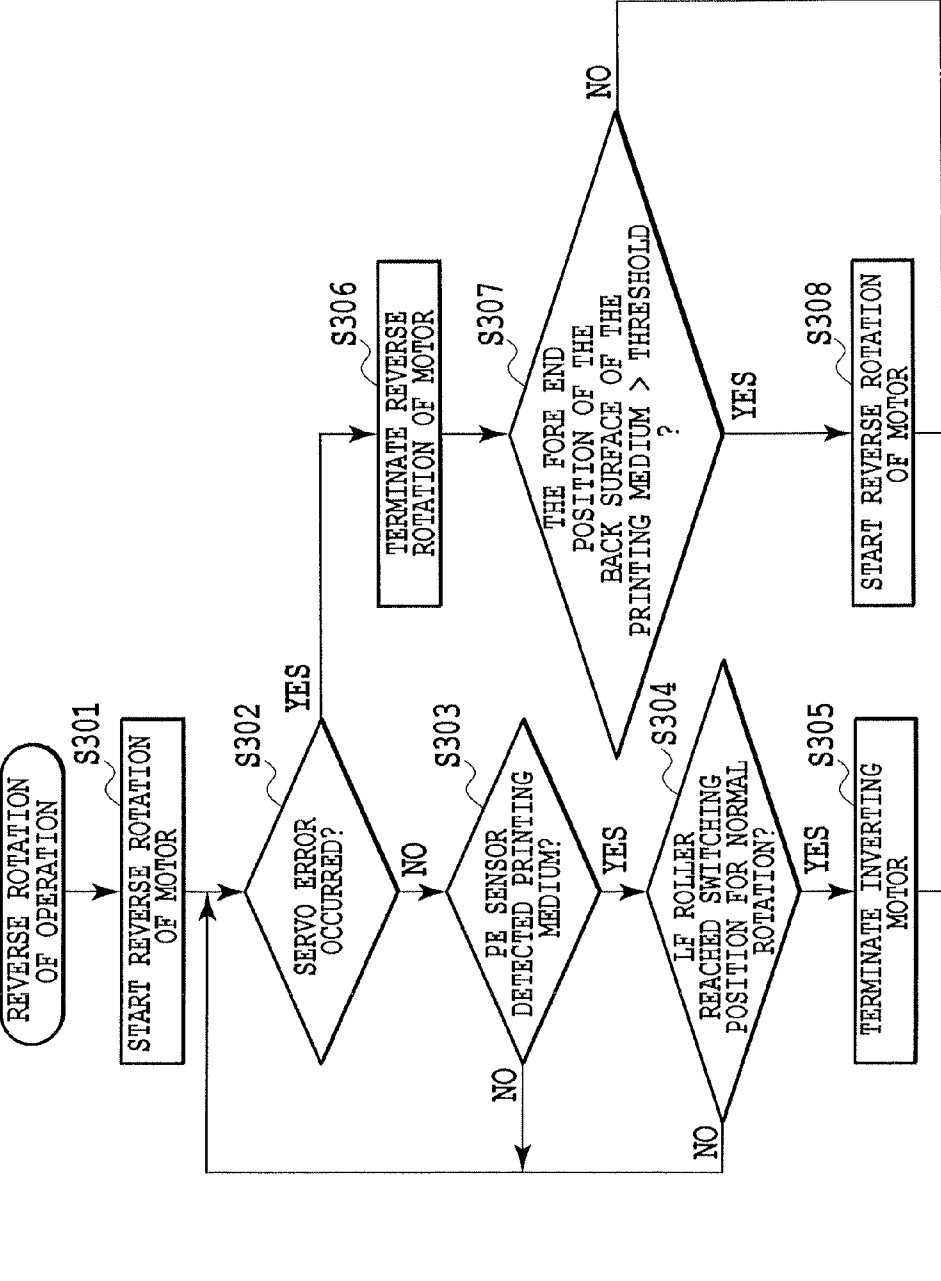 REVERSE ROTATION
OF OPERATION
S301
START REVERSE ROTATION
OF MOTOR
S302
SERVO ERROR
OCCURRED?
YES
NO
S303
PE SENSOR
DETECTED PRINTING
MEDIUM?
NO
YES
S304
LF ROLLER
REACHED SWITCHING
POSITION FOR NORMAL
ROTATION?
NO
YES
S305
TERMINATE INVERTING
MOTOR
S306
TERMINATE REVERSE
ROTATION OF MOTOR
S307
THE FORE END
POSITION OF THE
BACK SURFACE OF THE
PRINTING MEDIUM > THRESHOLD
?
NO
YES
S308
START REVERSE ROTATION
OF MOTOR